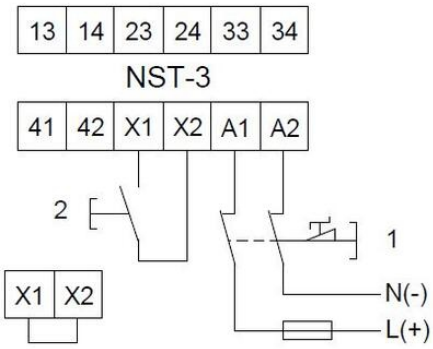 13 14 23 24 33 34
NST-3
41 42 X1 X2 A1 A2
2
1
X1 X2
N(-)
L(+)